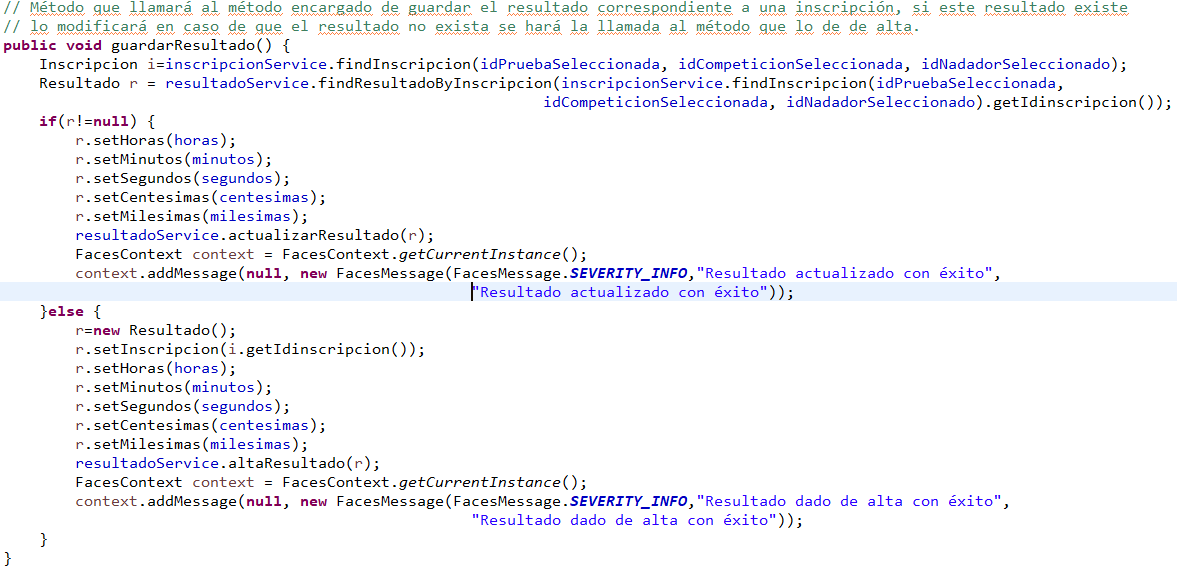 // Método que llamará al método encargado de guardar el resultado correspondiente a una inscripción, si este resultado existe
// lo modificará en caso de que el resultado no exista se hará la llamada al método que lo de de alta.
public void guardarResultado() {
    Inscripcion i=inscripcionService.findInscripcion(idPruebaSeleccionada, idCompeticionSeleccionada, idNadadorSeleccionado);
    Resultado r = resultadoService.findResultadoByInscripcion(inscripcionService.findInscripcion(idPruebaSeleccionada,
                                                            idCompeticionSeleccionada, idNadadorSeleccionado).getIdinscripcion());
    if(r!=null) {
        r.setHoras(horas);
        r.setMinutos(minutos);
        r.setSegundos(segundos);
        r.setCentesimas(centesimas);
        r.setMilesimas(milesimas);
        resultadoService.actualizarResultado(r);
        FacesContext context = FacesContext.getCurrentInstance();
        context.addMessage(null, new FacesMessage(FacesMessage.SEVERITY_INFO,"Resultado actualizado con éxito",
                                                    "Resultado actualizado con éxito"));
    }else {
        r=new Resultado();
        r.setInscripcion(i.getIdinscripcion());
        r.setHoras(horas);
        r.setMinutos(minutos);
        r.setSegundos(segundos);
        r.setCentesimas(centesimas);
        r.setMilesimas(milesimas);
        resultadoService.altaResultado(r);
        FacesContext context = FacesContext.getCurrentInstance();
        context.addMessage(null, new FacesMessage(FacesMessage.SEVERITY_INFO,"Resultado dado de alta con éxito",
                                                    "Resultado dado de alta con éxito"));
    }
}